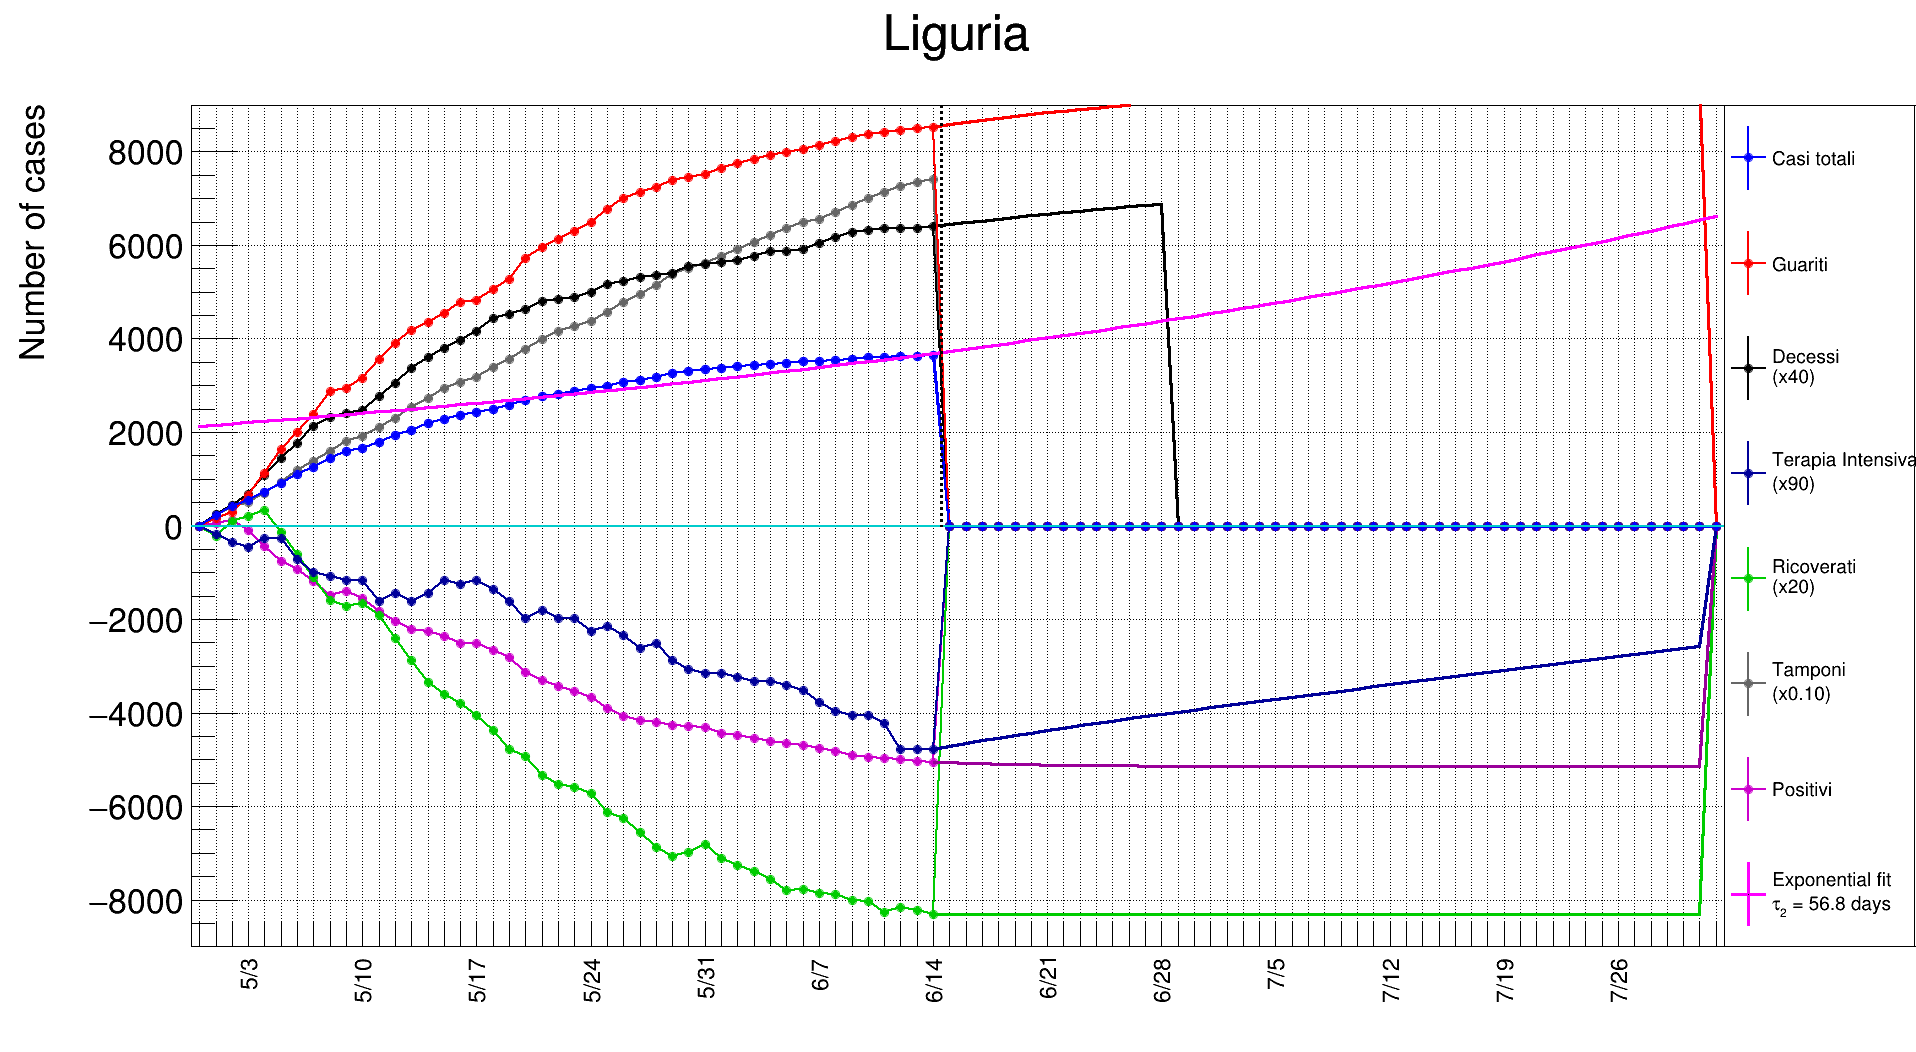 Liguria
Number of cases
8000
6000
4000
2000
0
−2000
−4000
−6000
−8000
5/3
5/10
5/17
5/24
5/31
6/7
6/14
6/21
6/28
7/5
7/12
7/19
7/26
Casi totali
Guariti
Decessi
(x40)
Terapia Intensiva
(x90)
Ricoverati
(x20)
Tamponi
(x0.10)
Positivi
Exponential fit
τ2 = 56.8 days